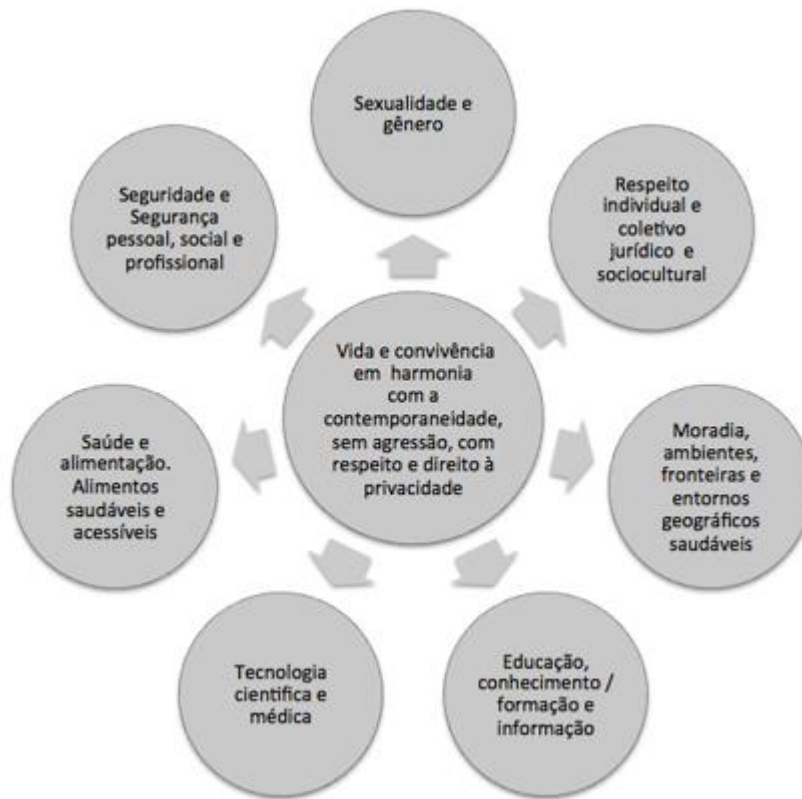 Sexualidade e
gênero
Respeito
individual e
coletivo
jurídico e
sociocultural
Moradia,
ambientes,
fronteiras e
entornos
geográficos
saudáveis
Educação,
conhecimento /
formação e
informação
Tecnologia
científica e
médica
Saúde e
alimentação.
Alimentos
saudáveis e
acessíveis
Seguridade e
Segurança
pessoal, social e
profissional
Vida e convivência
em harmonia
com a
contemporaneidade,
sem agressão, com
respeito e direito à
privacidade